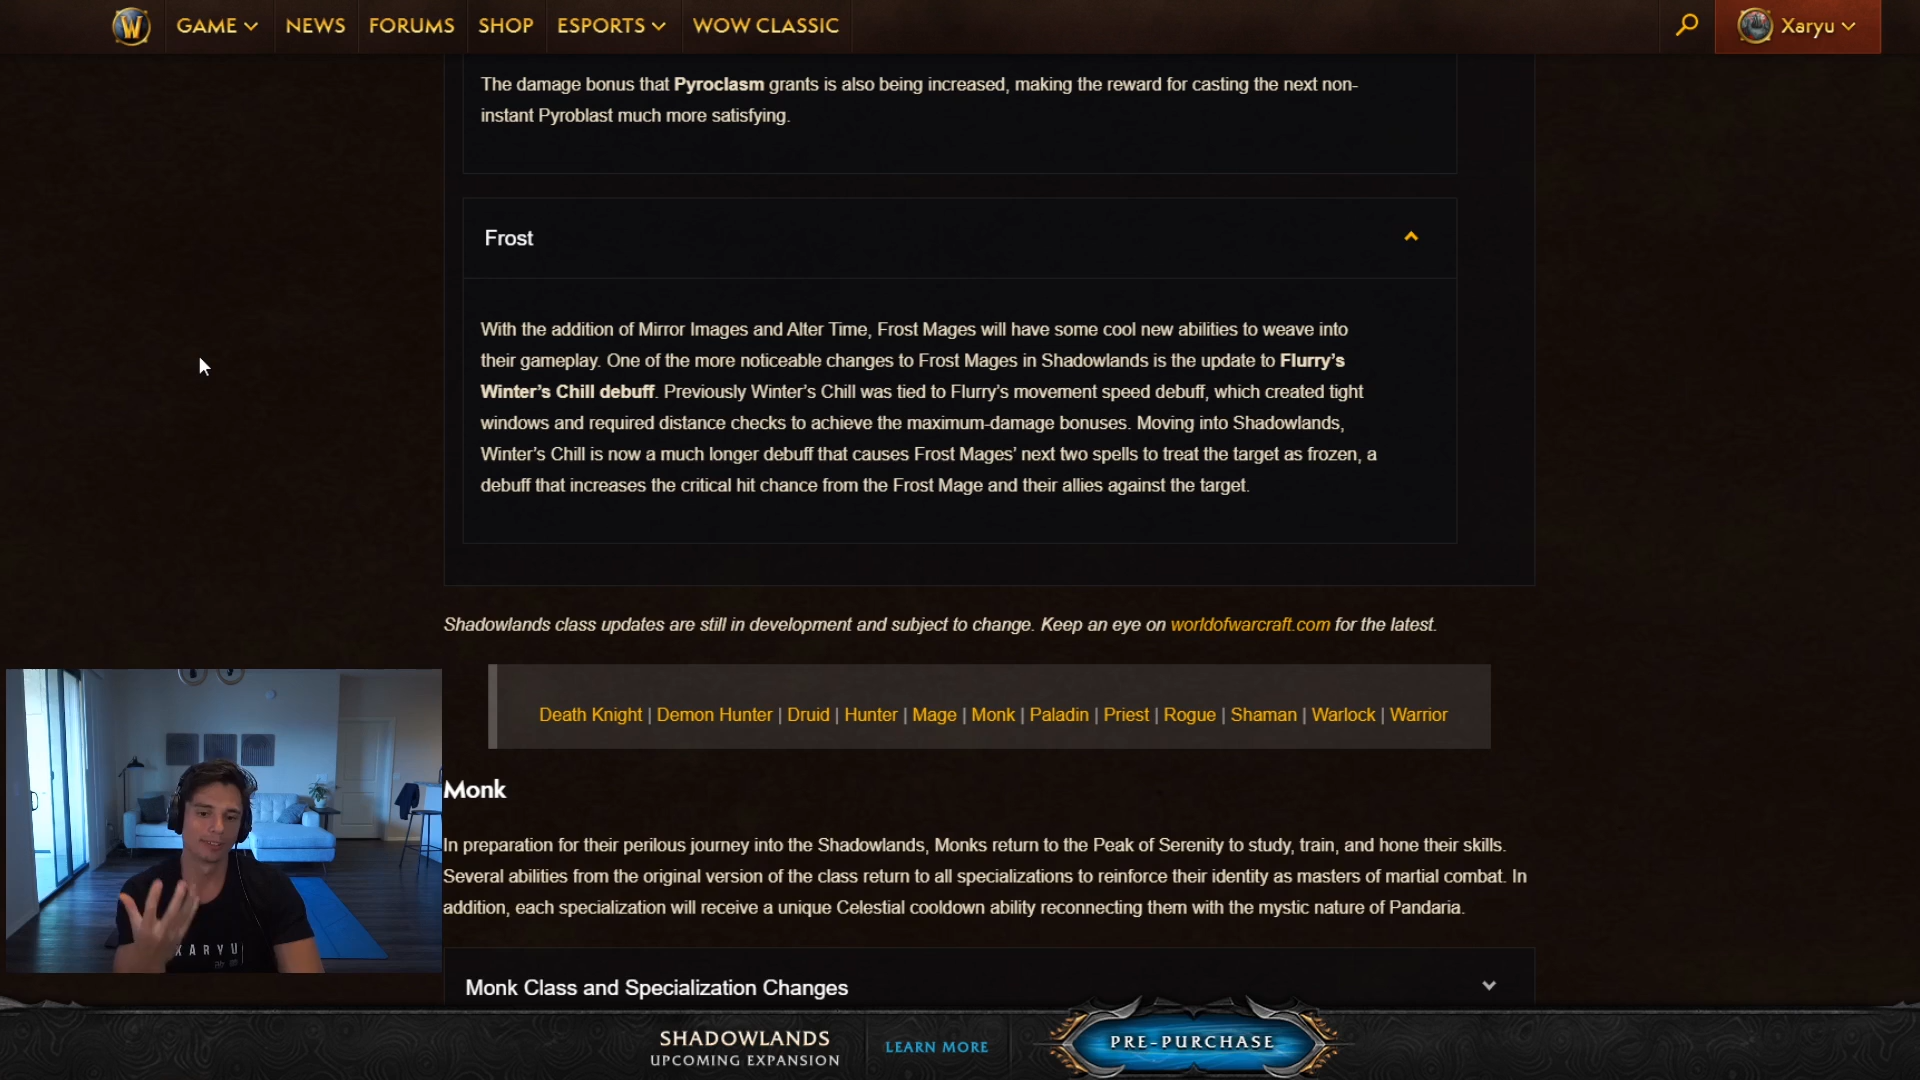 GAME NEWS FORUMS SHOP ESPORTS WOW CLASSIC Xaryu
The damage bonus that Pyroclasm grants is also being increased, making the reward for casting the next non-
instant Pyroblast much more satisfying.
Frost
With the addition of Mirror Images and Alter Time, Frost Mages will have some cool new abilities to weave into
their gameplay. One of the more noticeable changes to Frost Mages in Shadowlands is the update to Flurry’s
Winter’s Chill debuff. Previously Winter’s Chill was tied to Flurry’s movement speed debuff, which created tight
windows and required distance checks to achieve the maximum-damage bonuses. Moving into Shadowlands,
Winter’s Chill is now a much longer debuff that causes Frost Mages’ next two spells to treat the target as frozen, a
debuff that increases the critical hit chance from the Frost Mage and their allies against the target.
Shadowlands class updates are still in development and subject to change. Keep an eye on worldofwarcraft.com for the latest.
Death Knight | Demon Hunter | Druid | Hunter | Mage | Monk | Paladin | Priest | Rogue | Shaman | Warlock | Warrior
Monk
In preparation for their perilous journey into the Shadowlands, Monks return to the Peak of Serenity to study, train, and hone their skills.
Several abilities from the original version of the class return to all specializations to reinforce their identity as masters of martial combat. In
addition, each specialization will receive a unique Celestial cooldown ability reconnecting them with the mystic nature of Pandaria.
XARYU
Monk Class and Specialization Changes
SHADOWLANDS
UPCOMING EXPANSION
LEARN MORE
PRE-PURCHASE